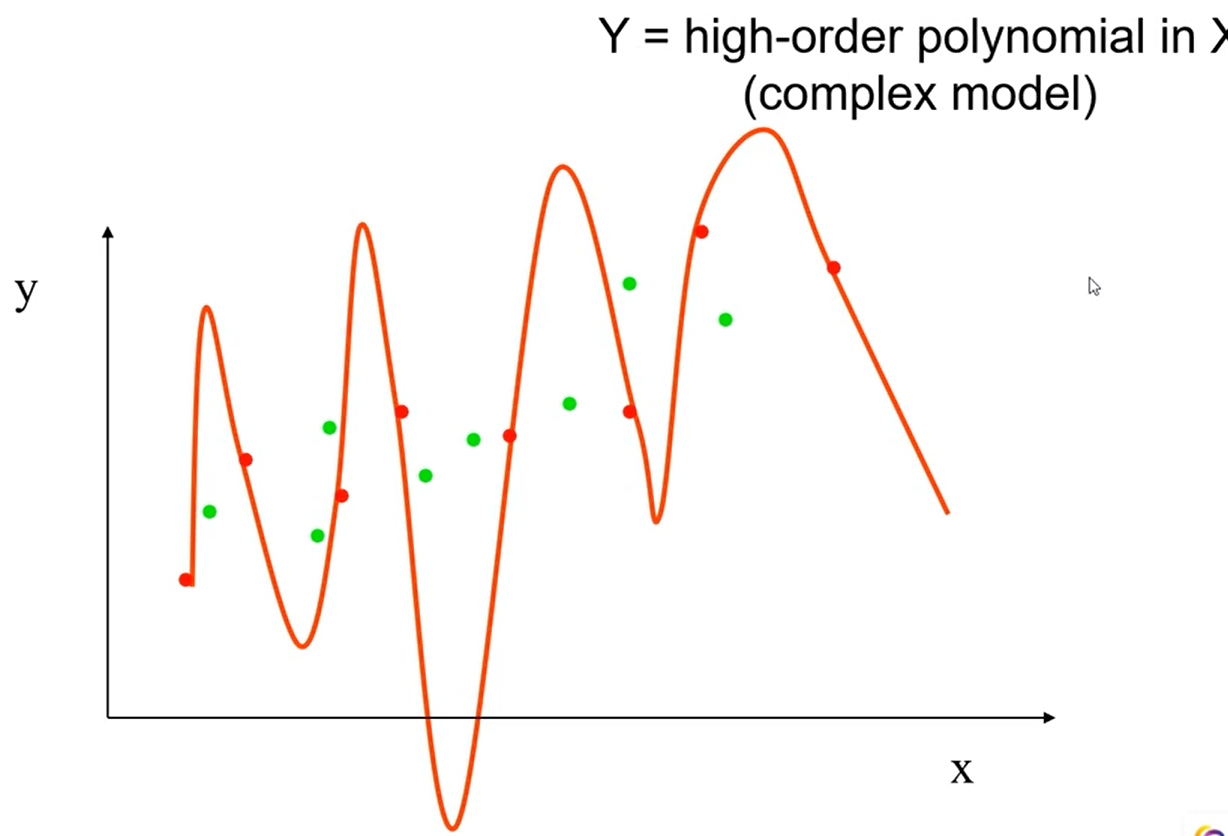 Y = high-order polynomial in X
(complex model)
y
x